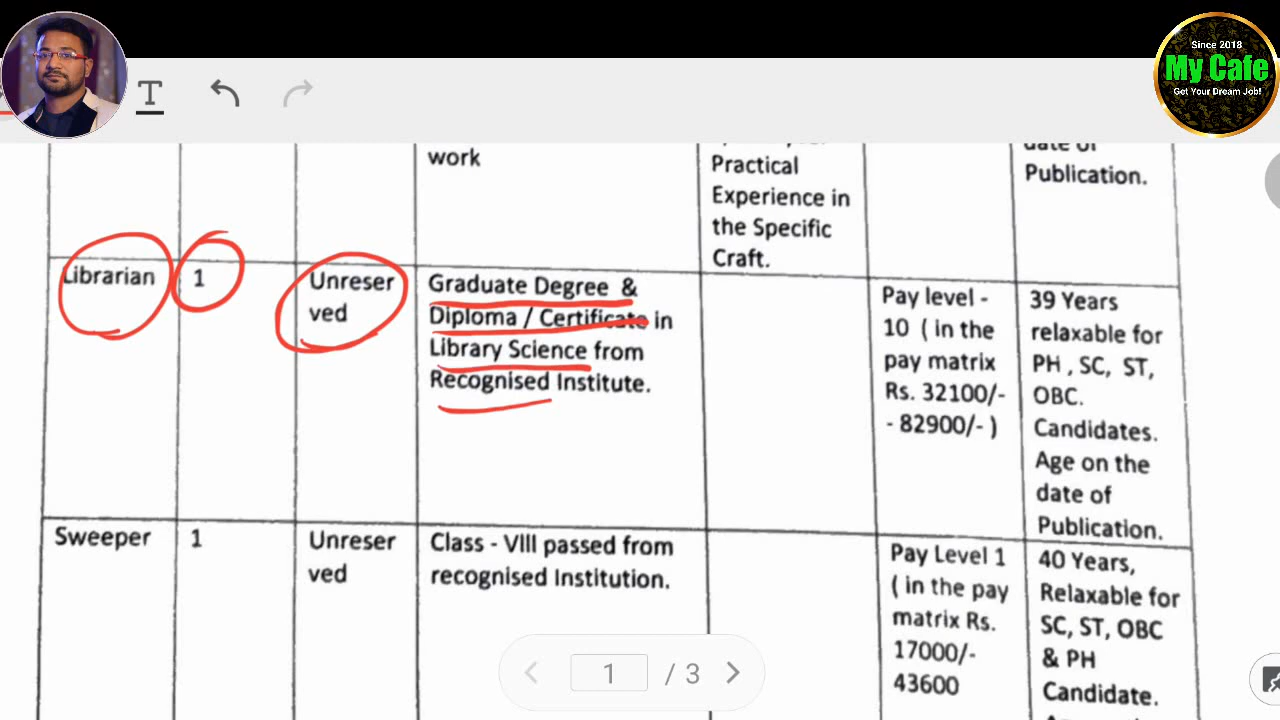 Since 2018
My Cafe
Get Your Dream Job!
T
work
Practical
Experience in
the Specific
Craft.
date of
Publication.
Librarian
1
Unreser
ved
Graduate Degree &
Diploma / Certificate in
Library Science from
Recognised Institute.
Pay level -
10 ( in the
pay matrix
Rs. 32100/-
- 82900/- )
39 Years
relaxable for
PH , SC, ST,
OBC.
Candidates.
Age on the
date of
Publication.
Sweeper
1
Unreser
ved
Class - VIII passed from
recognised Institution.
Pay Level 1
( in the pay
matrix Rs.
17000/-
43600
40 Years,
Relaxable for
SC, ST, OBC
& PH
Candidate.
1 / 3